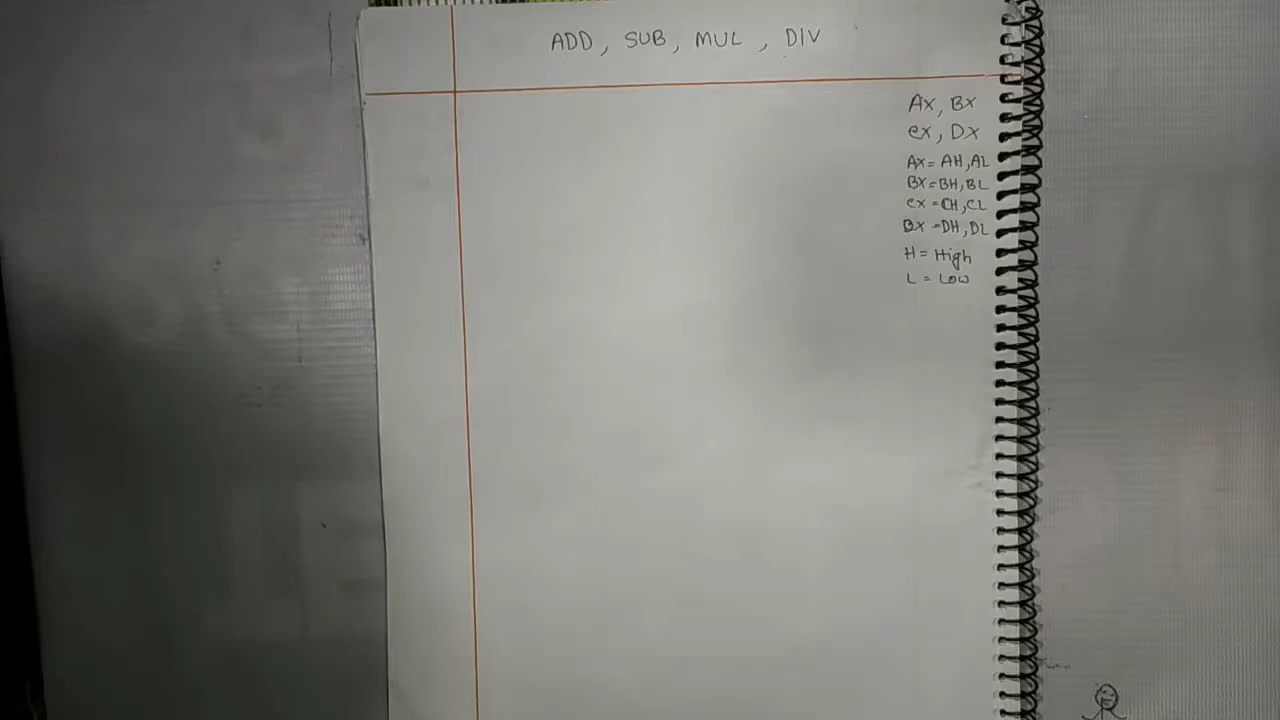 ADD, SUB, MUL, DIV
AX, BX
CX, DX
AX = AH, AL
BX = BH, BL
CX = CH, CL
DX = DH, DL
H = High
L = Low